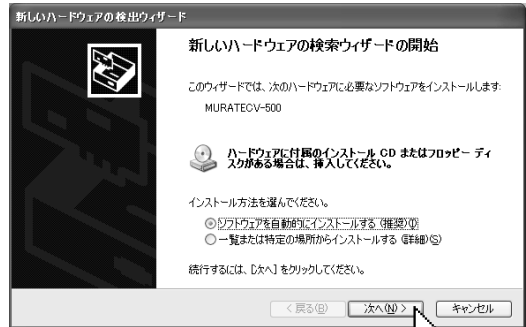 新しいハードウェアの検出ウィザード
新しいハードウェアの検索ウィザードの開始
このウィザードでは、次のハードウェアに必要なソフトウェアをインストールします:
MURATECV-500
ハードウェアに付属のインストール CD またはフロッピー ディ
スクがある場合は、挿入してください。
インストール方法を選んでください。
ソフトウェアを自動的にインストールする (推奨)(I)
一覧または特定の場所からインストールする (詳細)(S)
続行するには、[次へ] をクリックしてください。
< 戻る(B)
次へ(N) >
キャンセル